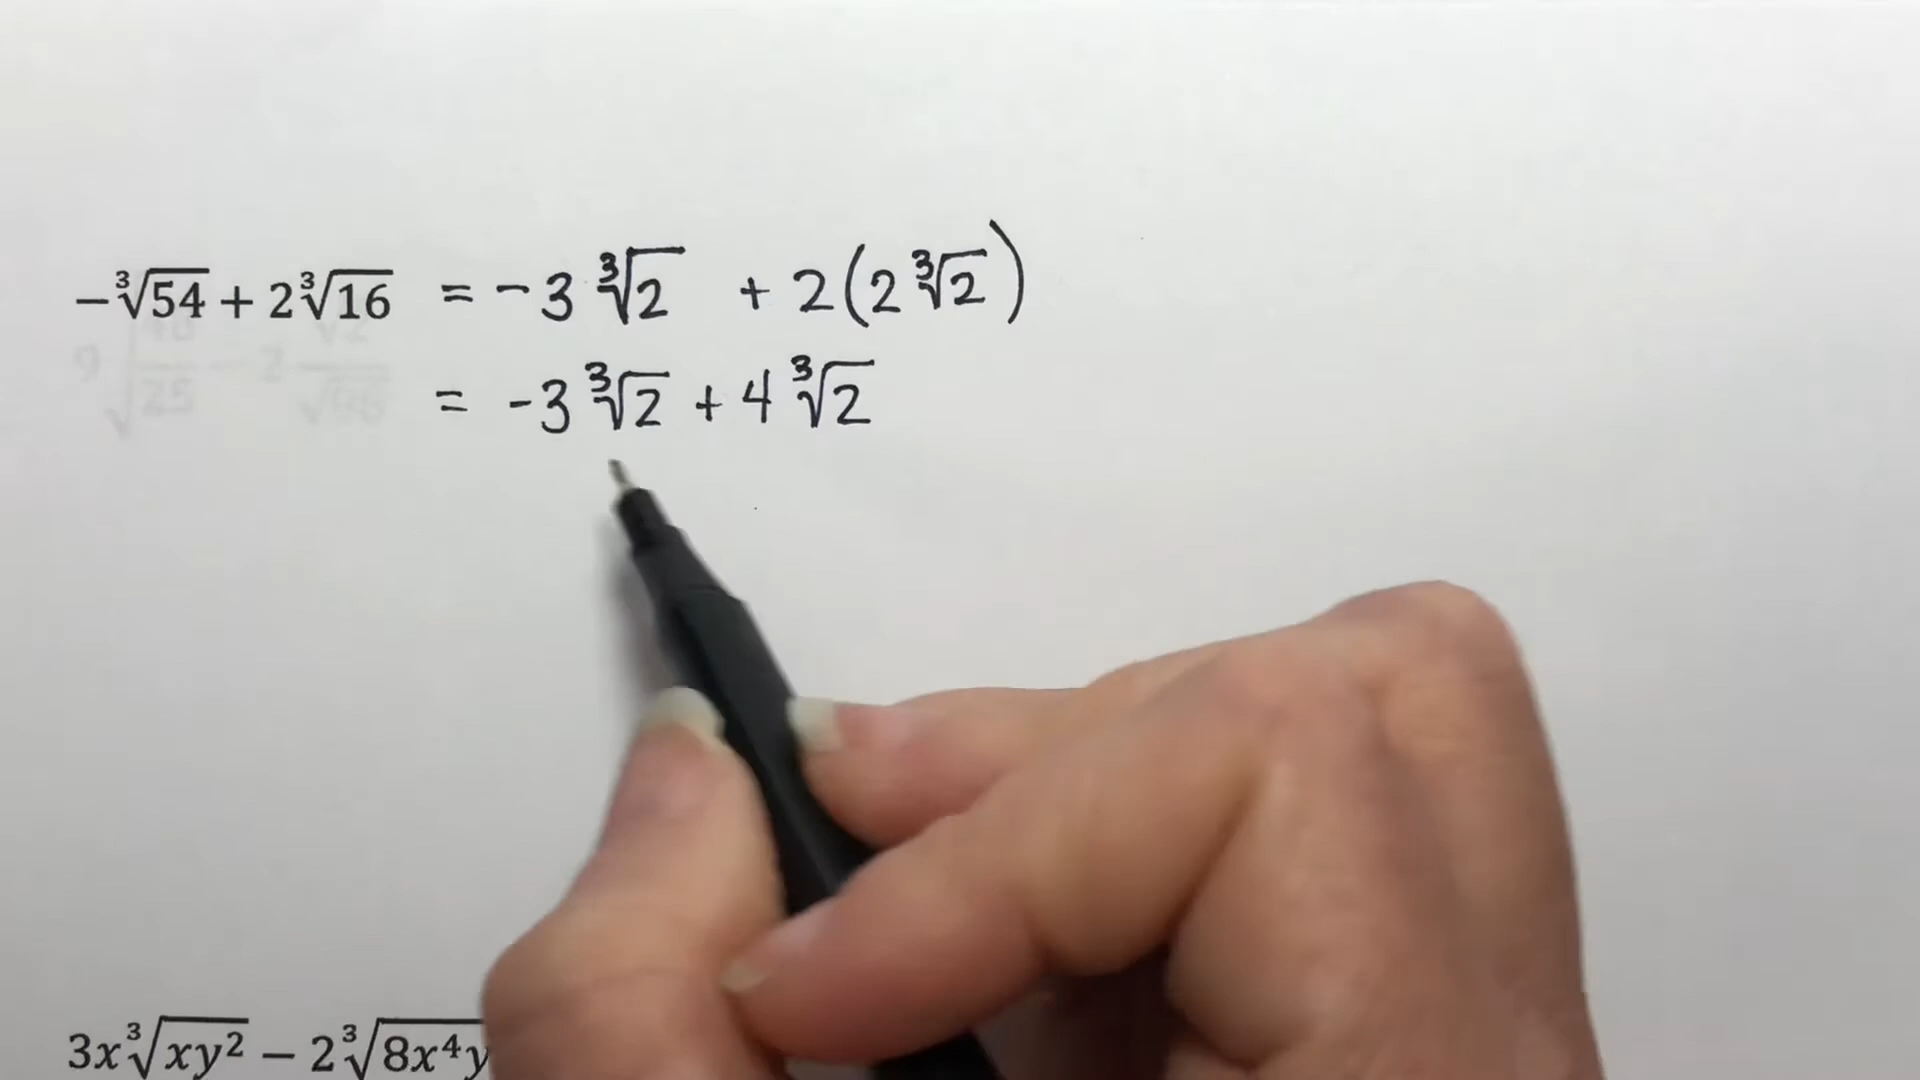 -∛54 + 2∛16 = -3 ∛2 + 2(2 ∛2)
= -3 ∛2 + 4 ∛2
3x∛xy² − 2∛8x⁴y